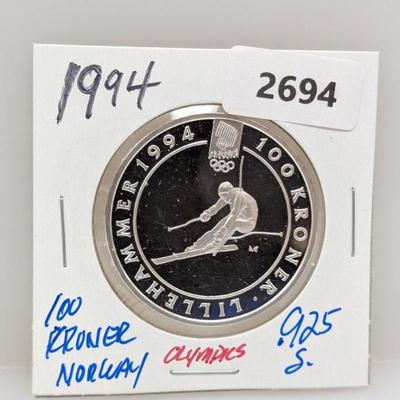 1994
2694
LILLEHAMMER 1994
100 KRONER
100
KRONER
NORWAY
OLYMPICS
.925
S.